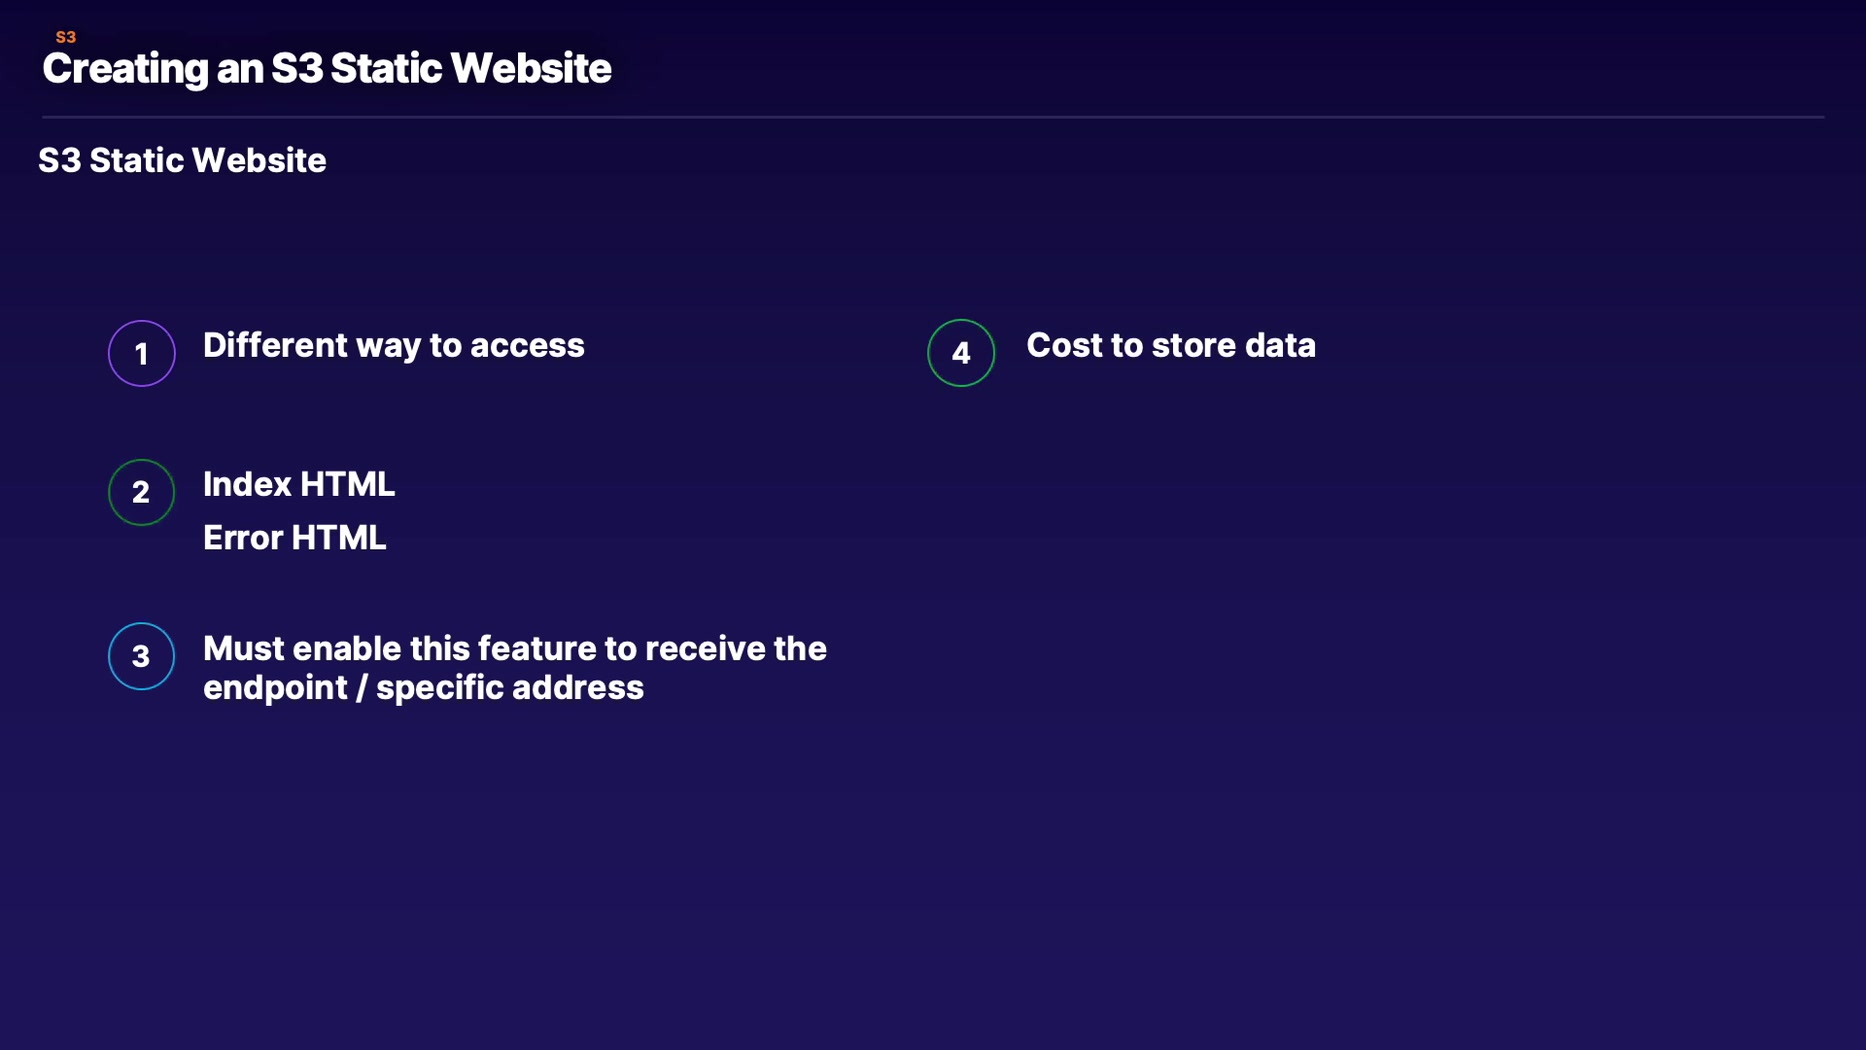 S3
Creating an S3 Static Website
S3 Static Website
1
Different way to access
2
Index HTML
Error HTML
3
Must enable this feature to receive the
endpoint / specific address
4
Cost to store data